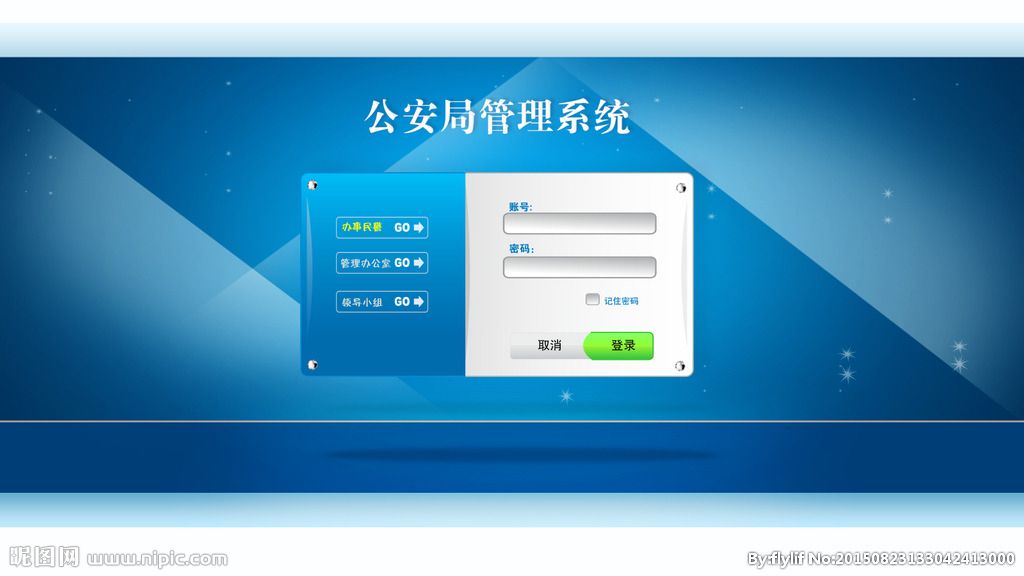 公安局管理系统
办事民警 GO
管理办公室 GO
领导小组 GO
账号:
密码:
记住密码
取消
登录
昵图网 www.nipic.com
By:flylif No:20150823133042413000